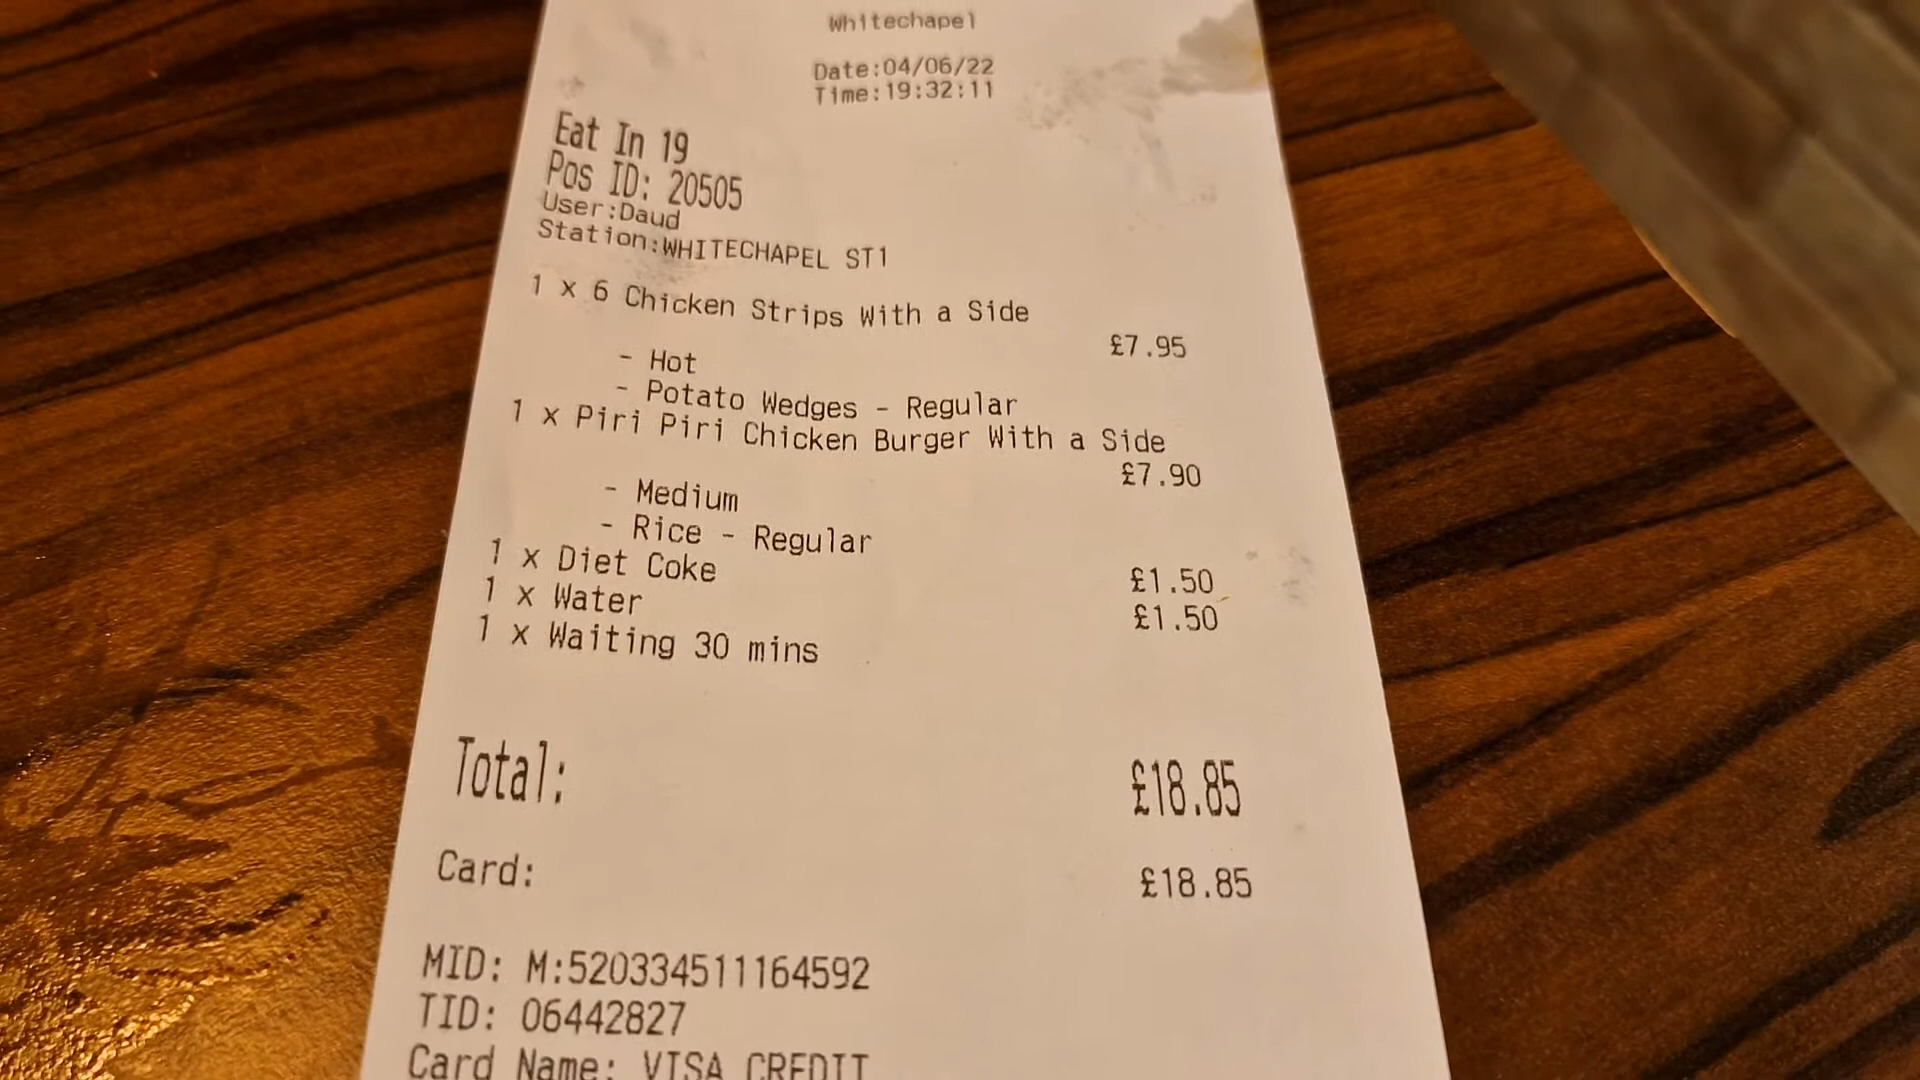 Whitechapel
Date:04/06/22
Time:19:32:11
Eat In 19
Pos ID: 20505
User:Daud
Station:WHITECHAPEL ST1
1 x 6 Chicken Strips With a Side
£7.95
- Hot
- Potato Wedges - Regular
1 x Piri Piri Chicken Burger With a Side
£7.90
- Medium
- Rice - Regular
1 x Diet Coke £1.50
1 x Water £1.50
1 x Waiting 30 mins
Total: £18.85
Card: £18.85
MID: M:520334511164592
TID: 06442827
Card Name: VISA CREDIT